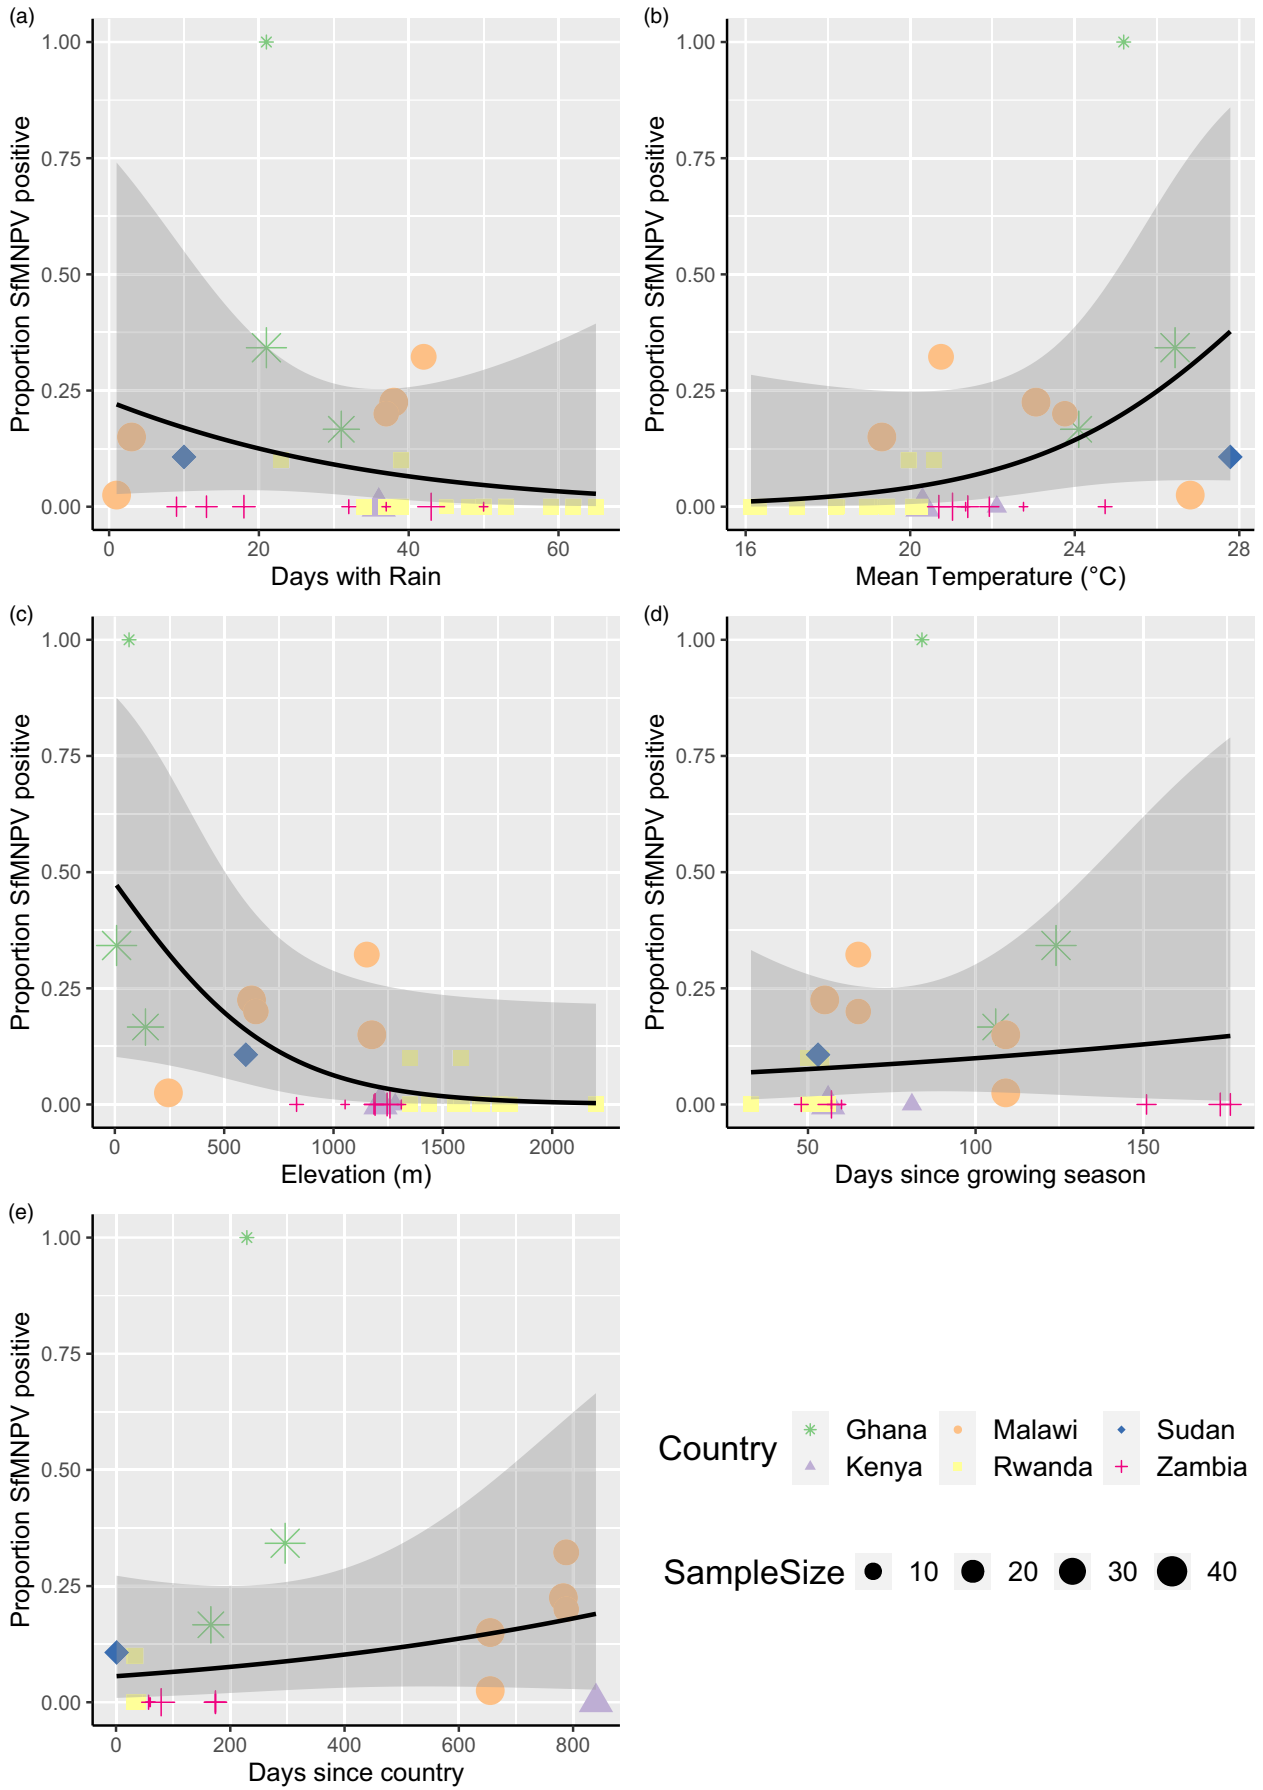 (a)
Proportion SfMNPV positive
1.00
0.75
0.50
0.25
0.00
0 20 40 60
Days with Rain
(b)
Proportion SfMNPV positive
1.00
0.75
0.50
0.25
0.00
16 20 24 28
Mean Temperature (°C)
(c)
Proportion SfMNPV positive
1.00
0.75
0.50
0.25
0.00
0 500 1000 1500 2000
Elevation (m)
(d)
Proportion SfMNPV positive
1.00
0.75
0.50
0.25
0.00
50 100 150
Days since growing season
(e)
Proportion SfMNPV positive
1.00
0.75
0.50
0.25
0.00
0 200 400 600 800
Days since country
Country
Ghana Malawi Sudan
Kenya Rwanda Zambia
SampleSize 10 20 30 40